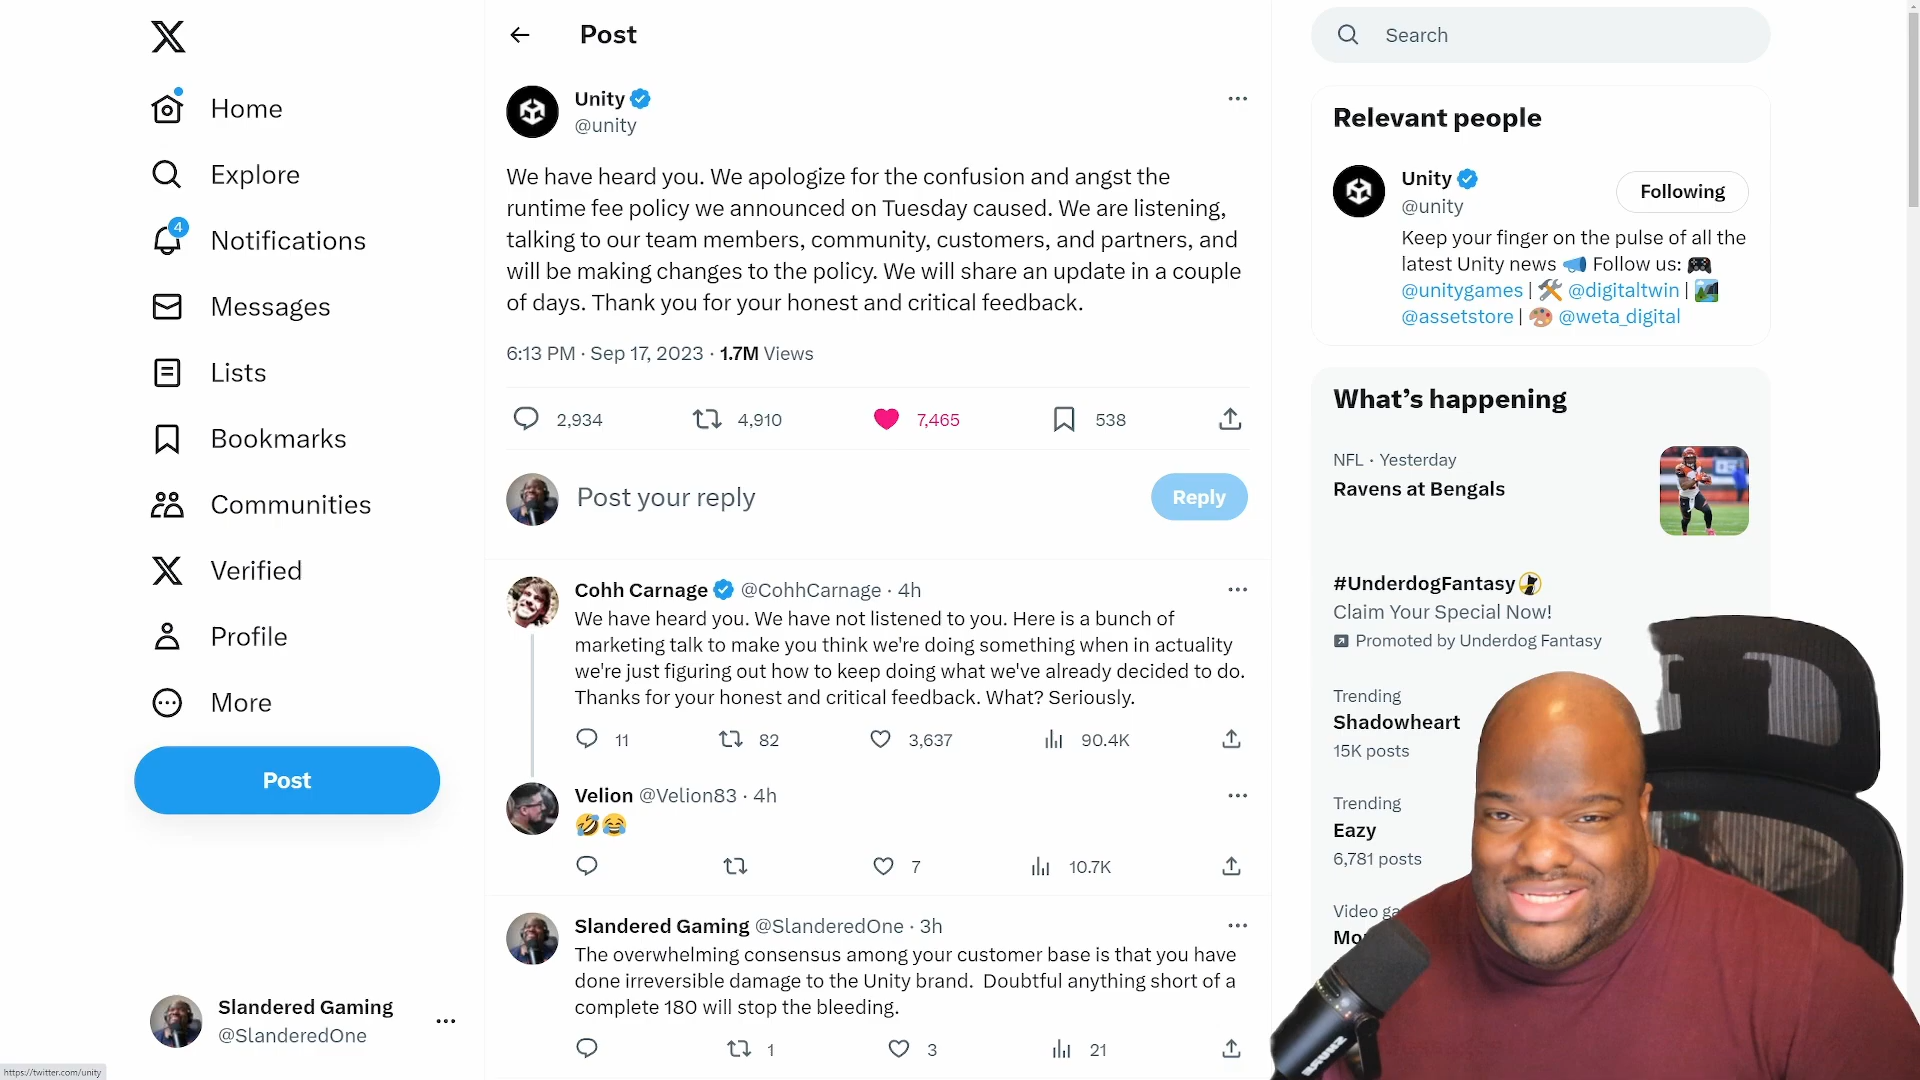 Home
Explore
4
Notifications
Messages
Lists
Bookmarks
Communities
Verified
Profile
More
Post
Slandered Gaming
@SlanderedOne
https://twitter.com/unity
Post
Unity
@unity
We have heard you. We apologize for the confusion and angst the
runtime fee policy we announced on Tuesday caused. We are listening,
talking to our team members, community, customers, and partners, and
will be making changes to the policy. We will share an update in a couple
of days. Thank you for your honest and critical feedback.
6:13 PM · Sep 17, 2023 · 1.7M Views
2,934 4,910 7,465 538
Post your reply
Reply
Cohh Carnage @CohhCarnage · 4h
We have heard you. We have not listened to you. Here is a bunch of
marketing talk to make you think we're doing something when in actuality
we're just figuring out how to keep doing what we've already decided to do.
Thanks for your honest and critical feedback. What? Seriously.
11 82 3,637 90.4K
Velion @Velion83 · 4h
🤣😂
7 10.7K
Slandered Gaming @SlanderedOne · 3h
The overwhelming consensus among your customer base is that you have
done irreversible damage to the Unity brand.  Doubtful anything short of a
complete 180 will stop the bleeding.
1 3 21
Search
Relevant people
Unity
@unity
Following
Keep your finger on the pulse of all the
latest Unity news 📣 Follow us: 🎮
@unitygames | 🛠️ @digitaltwin | 🏞️
@assetstore | 🎨 @weta_digital
What's happening
NFL · Yesterday
Ravens at Bengals
#UnderdogFantasy
Claim Your Special Now!
Promoted by Underdog Fantasy
Trending
Shadowheart
15K posts
Trending
Eazy
6,781 posts
Video
SHURE